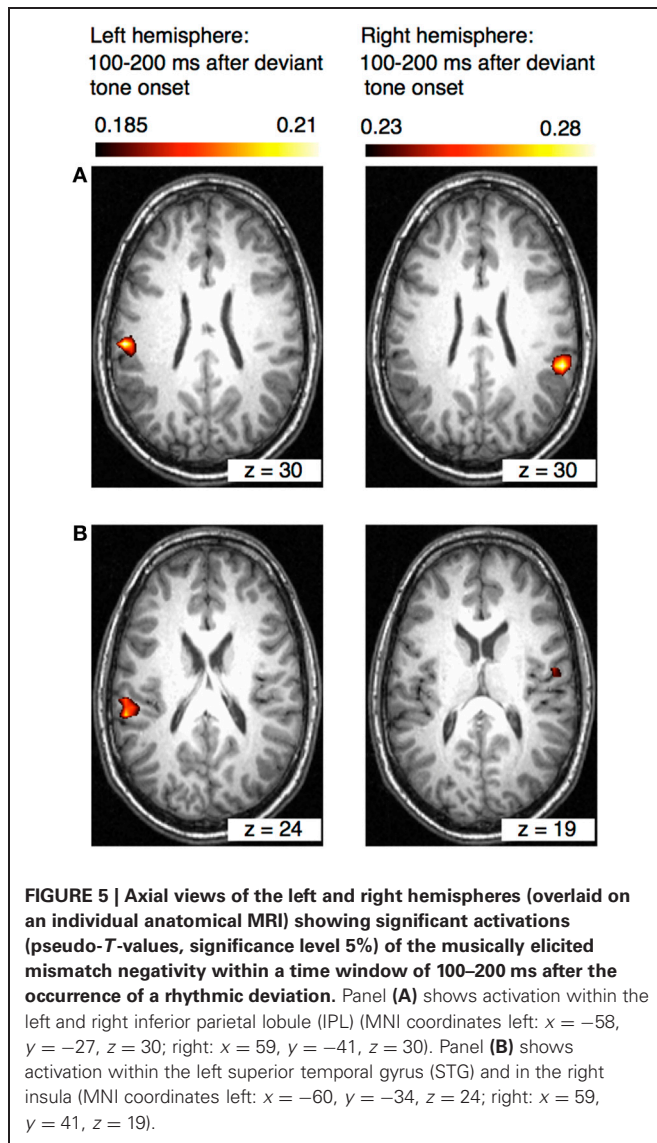 Left hemisphere:
100-200 ms after deviant
tone onset
Right hemisphere:
100-200 ms after deviant
tone onset
0.185 0.21
0.23 0.28
A
z = 30
z = 30
B
z = 24
z = 19
FIGURE 5 | Axial views of the left and right hemispheres (overlaid on
an individual anatomical MRI) showing significant activations
(pseudo-T-values, significance level 5%) of the musically elicited
mismatch negativity within a time window of 100–200 ms after the
occurrence of a rhythmic deviation. Panel (A) shows activation within the
left and right inferior parietal lobule (IPL) (MNI coordinates left: x = −58,
y = −27, z = 30; right: x = 59, y = −41, z = 30). Panel (B) shows
activation within the left superior temporal gyrus (STG) and in the right
insula (MNI coordinates left: x = −60, y = −34, z = 24; right: x = 59,
y = 41, z = 19).